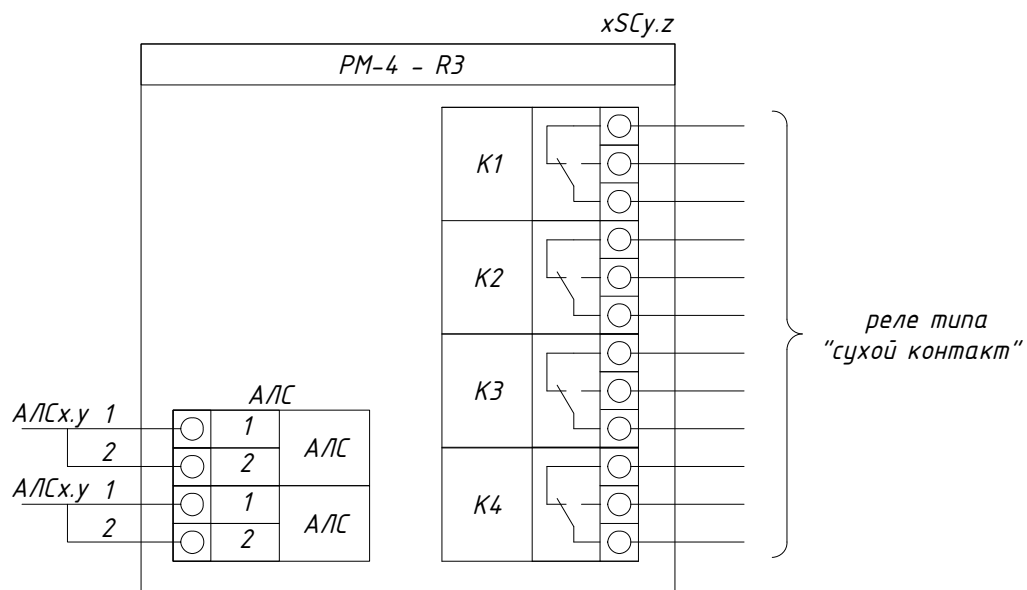 xSCy.z
РМ-4 - R3
К1
К2
К3
К4
реле типа
"сухой контакт"
АЛС
АЛСх.у 1
2
АЛСх.у 1
2
1
2
АЛС
1
2
АЛС